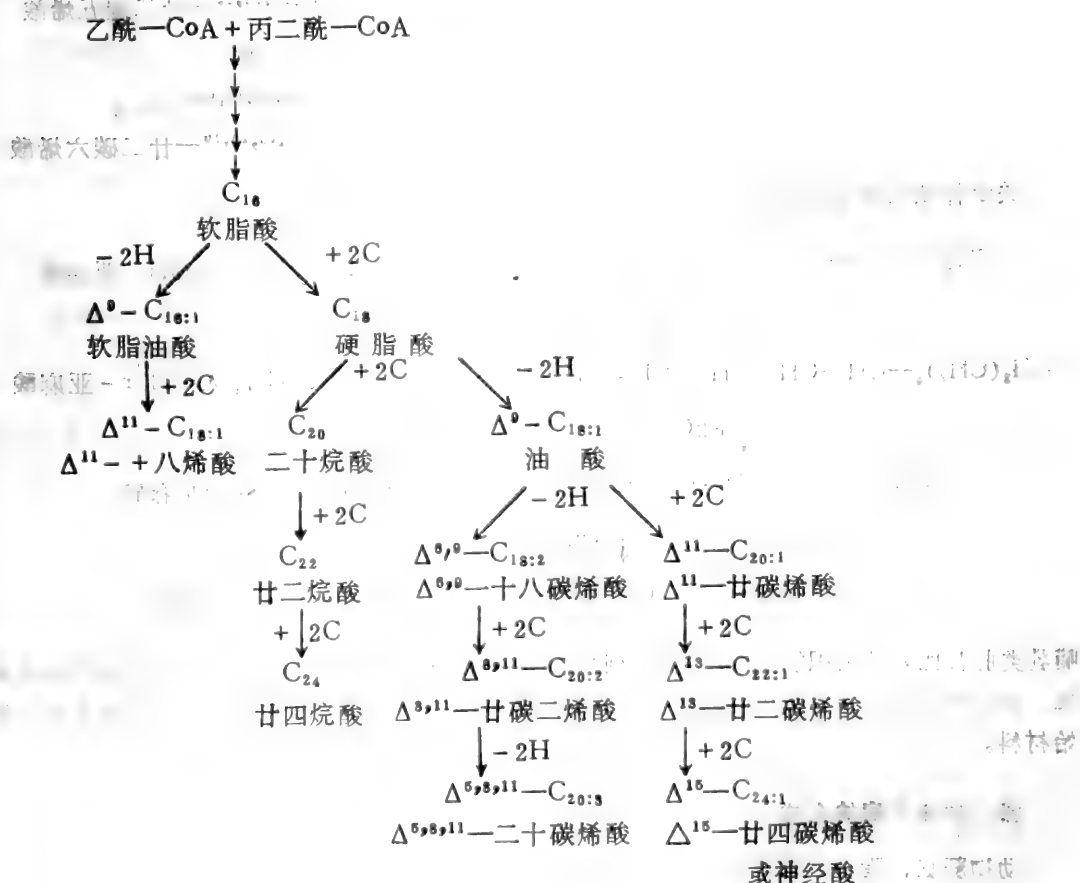 乙酰—CoA + 丙二酰—CoA
C₁₆
软脂酸
- 2H
+ 2C
Δ⁹ - C₁₆:₁
C₁₈
软脂油酸
硬脂酸
+ 2C
+ 2C
- 2H
Δ¹¹ - C₁₈:₁
C₂₀
Δ⁹ - C₁₈:₁
Δ¹¹ - 十八烯酸
二十烷酸
油 酸
+ 2C
- 2H
+ 2C
C₂₂
Δ⁶,⁹—C₁₈:₂
Δ¹¹—C₂₀:₁
廿二烷酸
Δ⁶,⁹—十八碳烯酸
Δ¹¹—廿碳烯酸
+ 2C
+ 2C
+ 2C
C₂₄
Δ⁸,¹¹—C₂₀:₂
Δ¹³—C₂₂:₁
廿四烷酸
Δ⁸,¹¹—廿碳二烯酸
Δ¹³—廿二碳烯酸
- 2H
+ 2C
Δ⁵,⁸,¹¹—C₂₀:₃
Δ¹⁵—C₂₄:₁
Δ⁵,⁸,¹¹—二十碳烯酸
△¹⁵—廿四碳烯酸
或神经酸